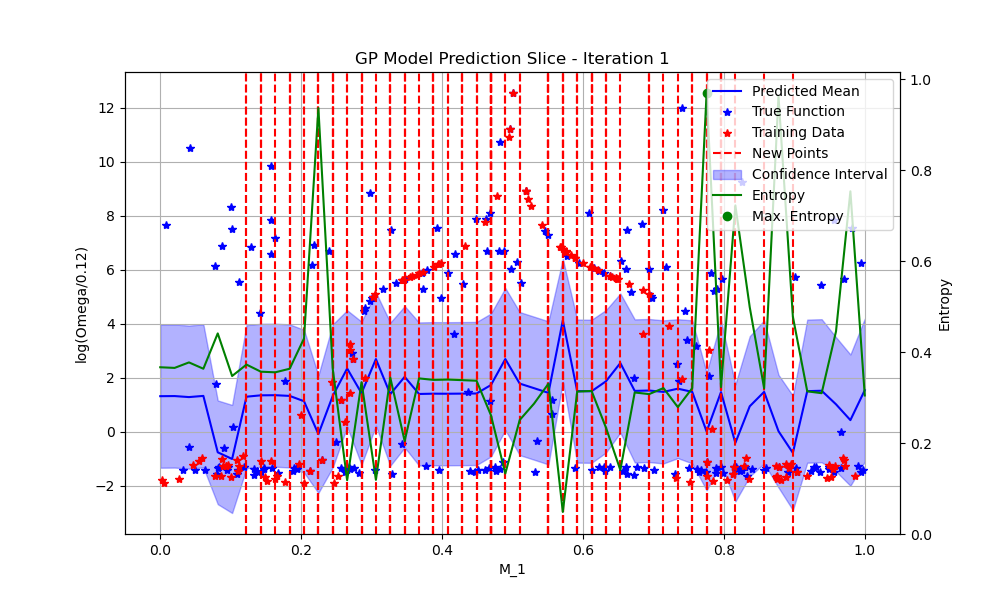 GP Model Prediction Slice - Iteration 1
log(Omega/0.12)
12
10
8
6
4
2
0
−2
0.0
0.2
0.4
0.6
0.8
1.0
M_1
1.0
0.8
0.6
0.4
0.2
0.0
Entropy
Predicted Mean
True Function
Training Data
New Points
Confidence Interval
Entropy
Max. Entropy